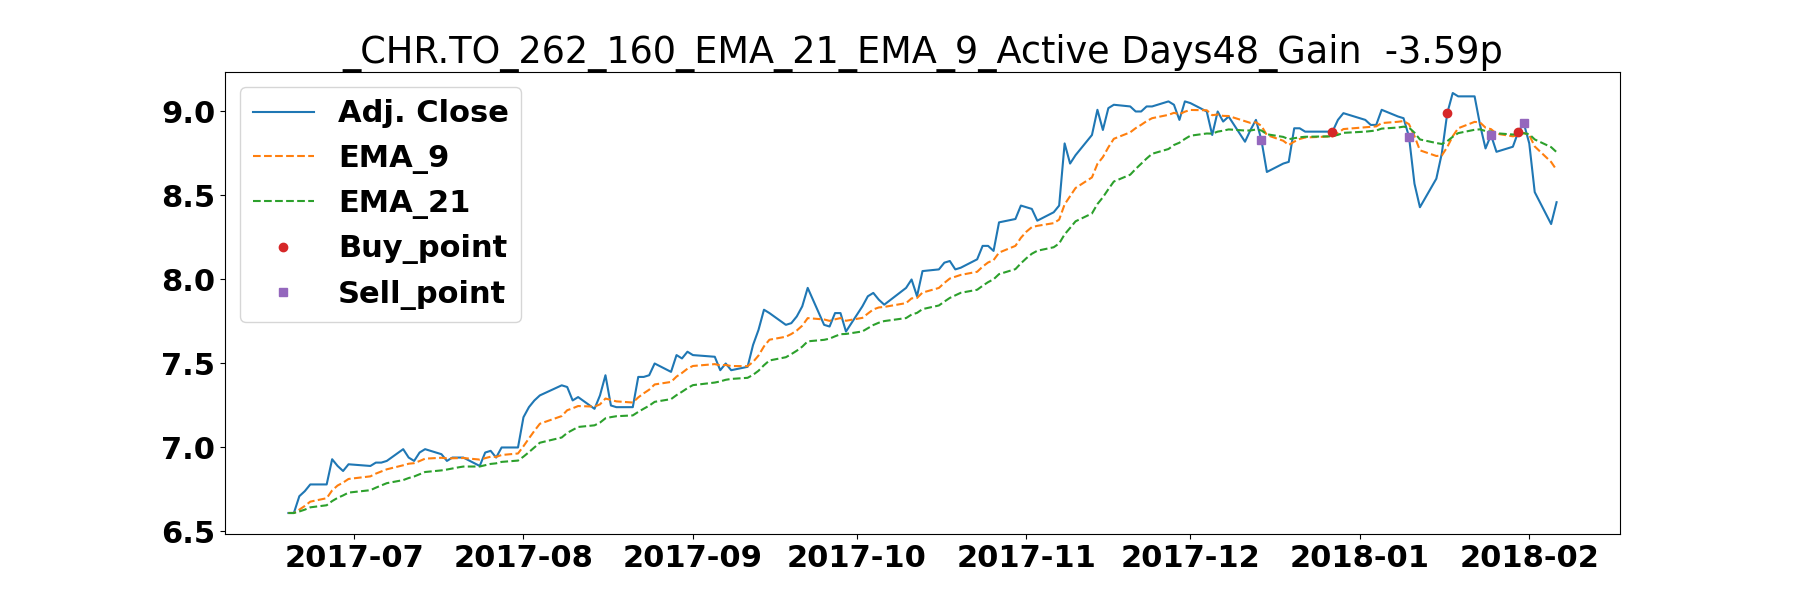 _CHR.TO_262_160_EMA_21_EMA_9_Active Days48_Gain  -3.59p
Adj. Close
EMA_9
EMA_21
Buy_point
Sell_point
9.0
8.5
8.0
7.5
7.0
6.5
2017-07 2017-08 2017-09 2017-10 2017-11 2017-12 2018-01 2018-02